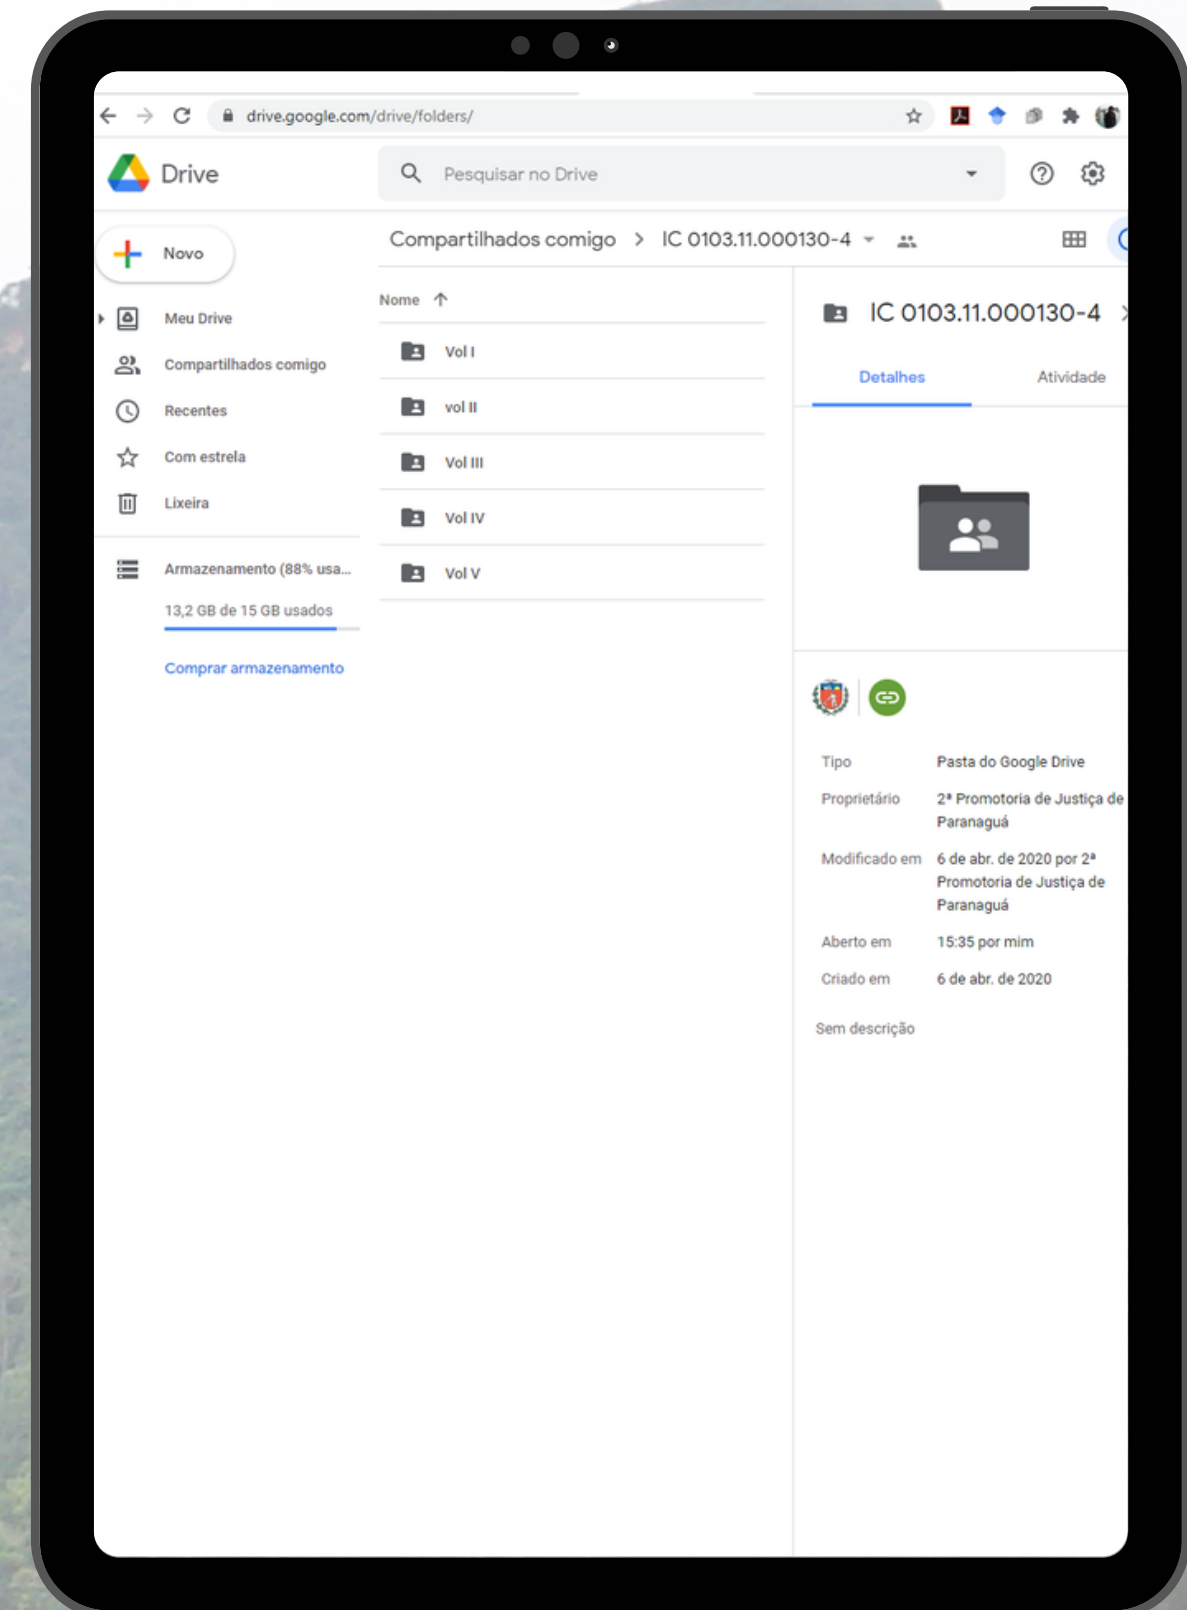 drive.google.com/drive/folders/
Drive
Pesquisar no Drive
Novo
Compartilhados comigo > IC 0103.11.000130-4
Meu Drive
Compartilhados comigo
Recentes
Com estrela
Lixeira
Armazenamento (88% usa...
13,2 GB de 15 GB usados
Comprar armazenamento
Nome
Vol I
vol II
Vol III
Vol IV
Vol V
IC 0103.11.000130-4
Detalhes Atividade
Tipo Pasta do Google Drive
Proprietário 2ª Promotoria de Justiça de
Paranaguá
Modificado em 6 de abr. de 2020 por 2ª
Promotoria de Justiça de
Paranaguá
Aberto em 15:35 por mim
Criado em 6 de abr. de 2020
Sem descrição